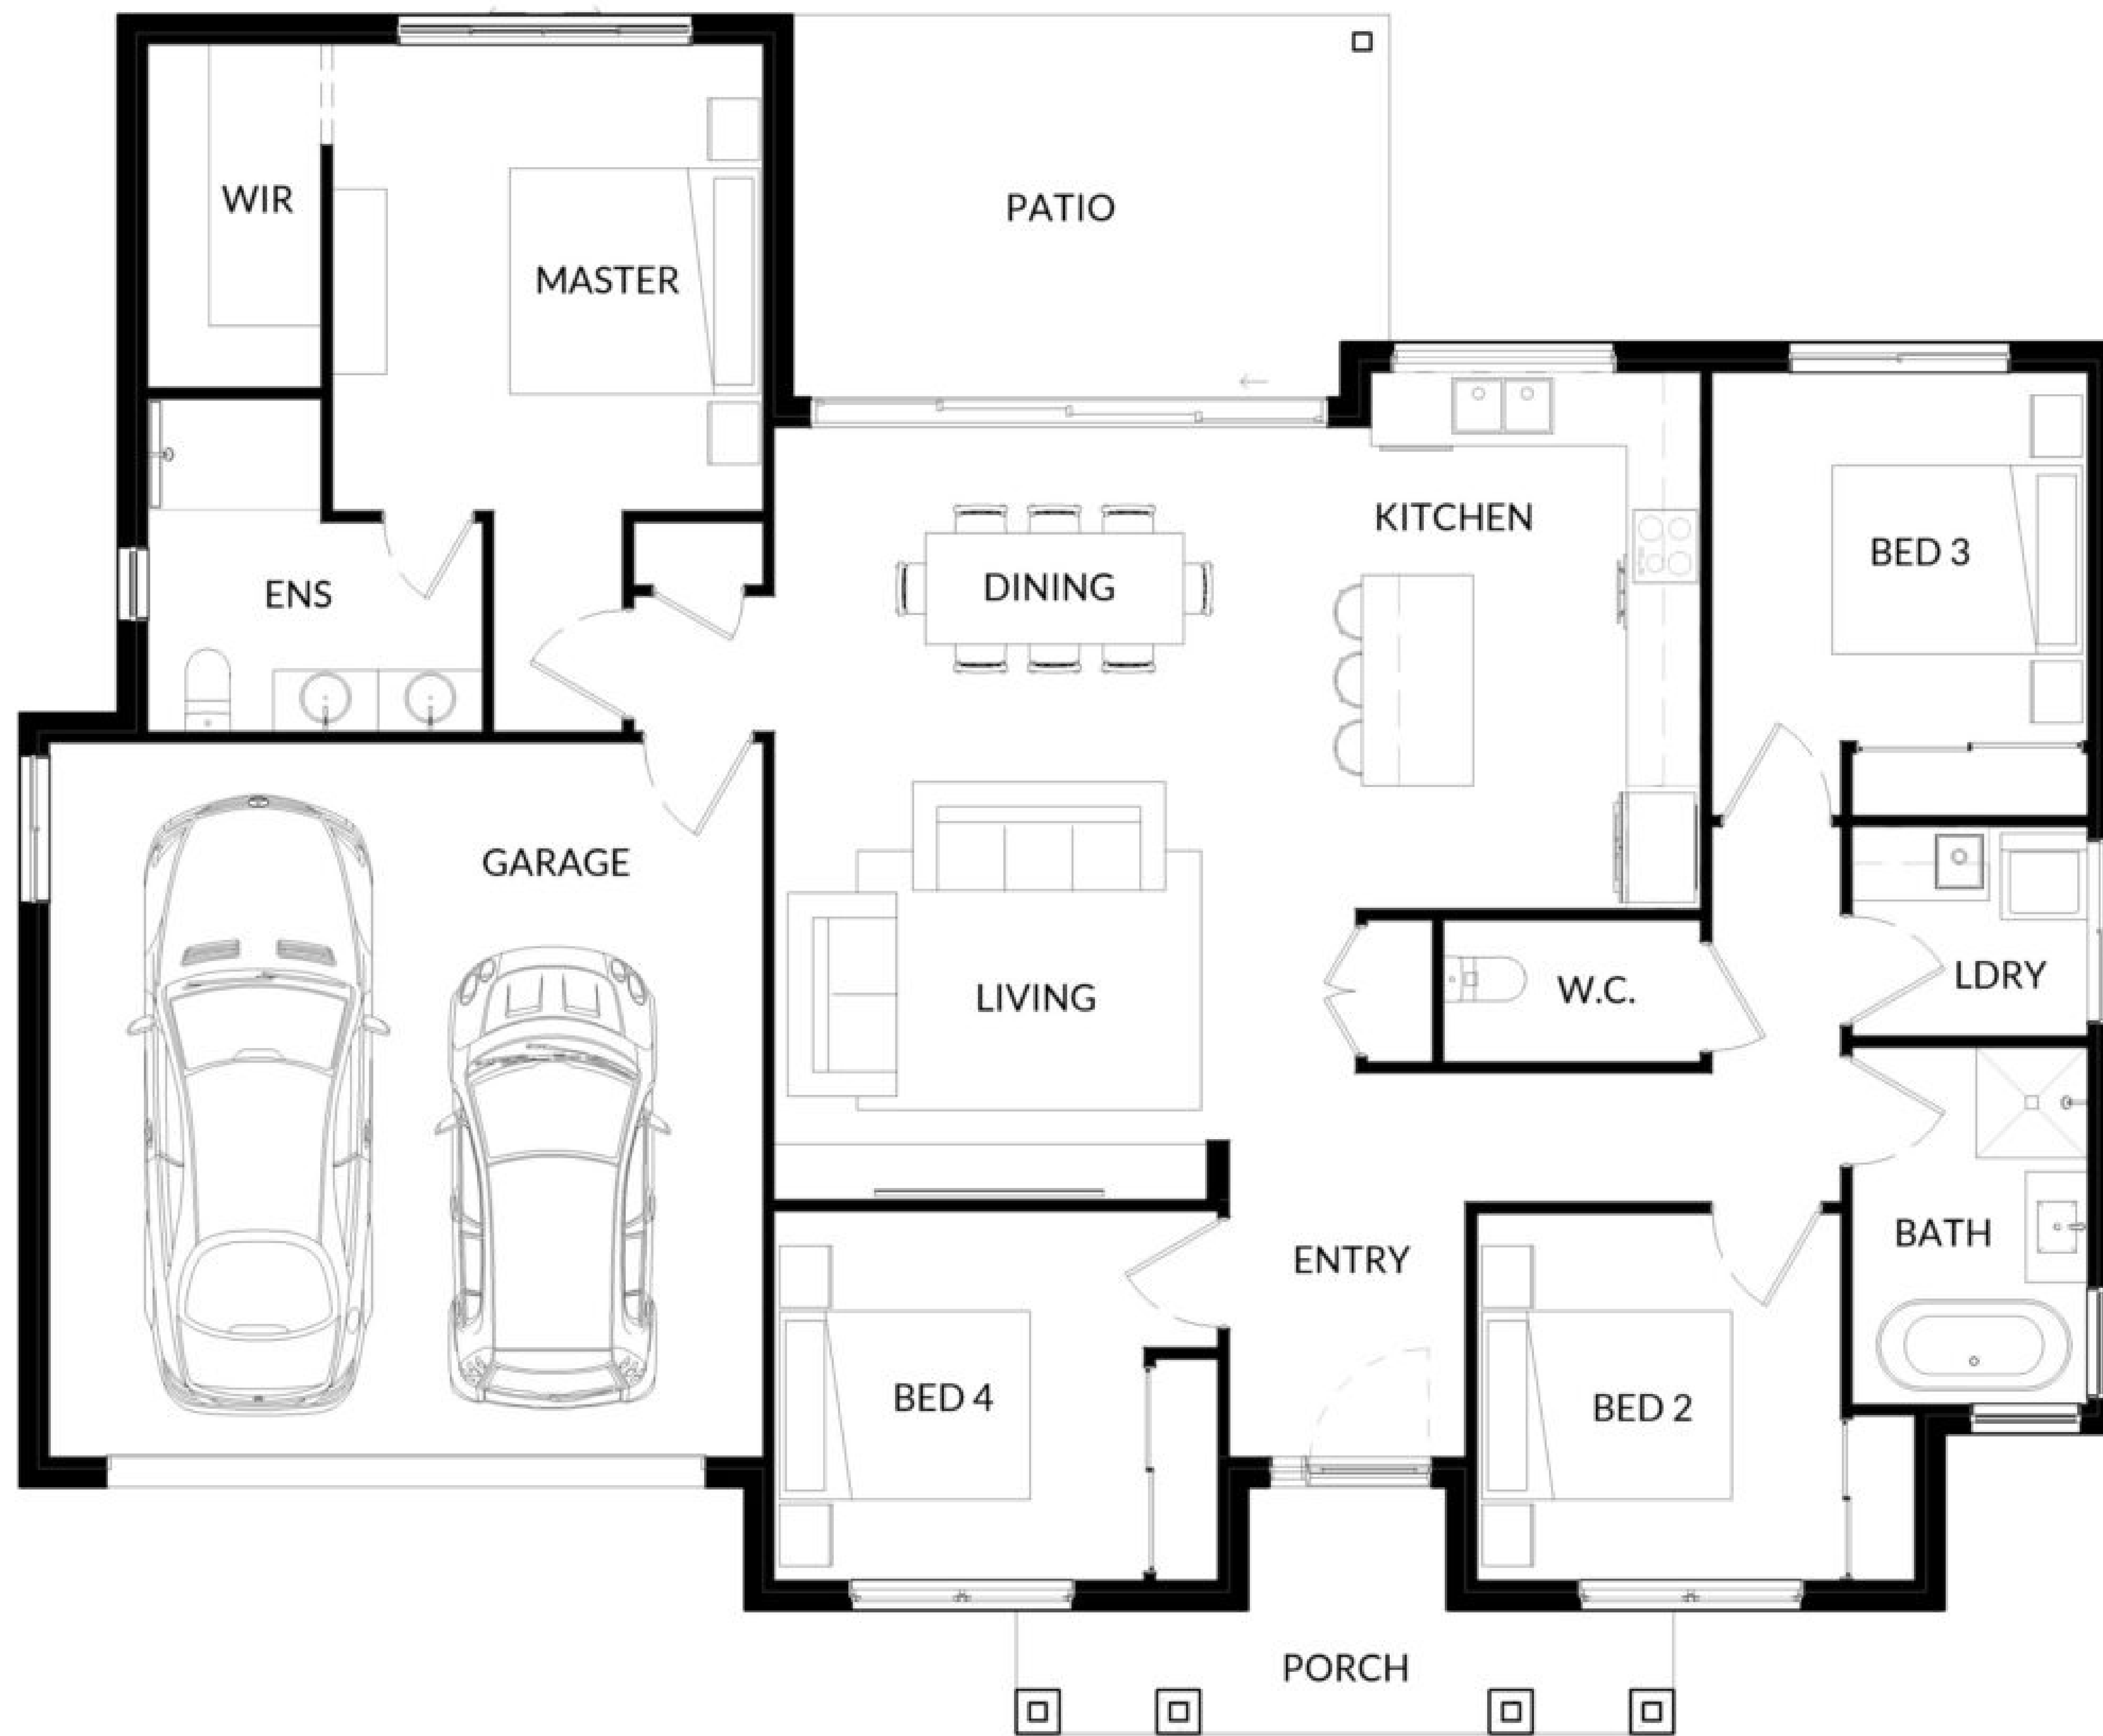 WIR
PATIO
MASTER
KITCHEN
BED 3
DINING
ENS
GARAGE
LIVING
W.C.
LDRY
BATH
ENTRY
BED 4
BED 2
PORCH